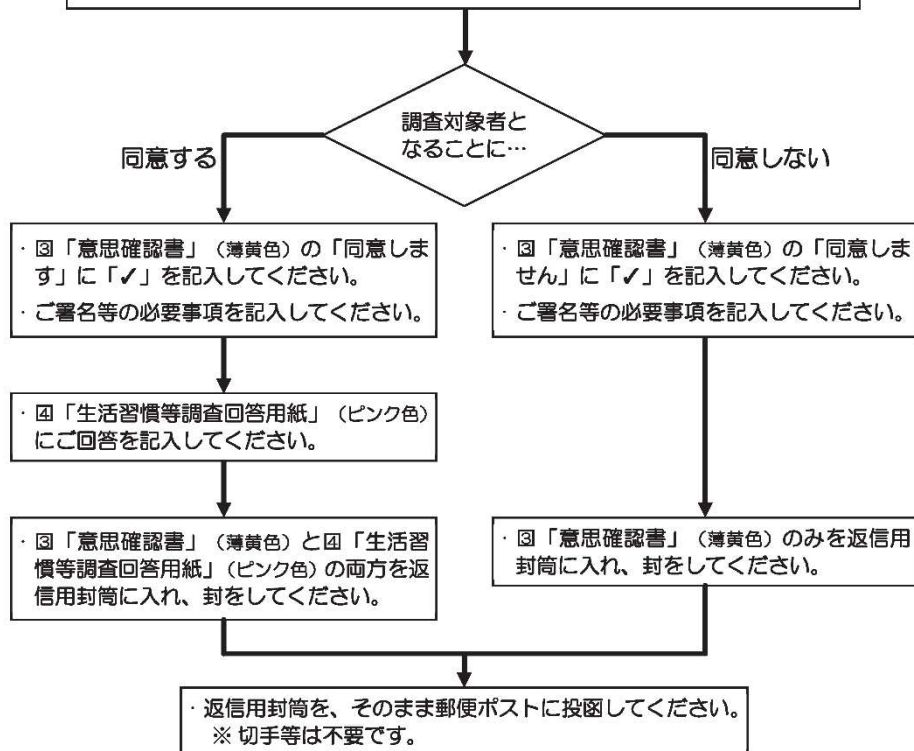 調査対象者と
なることに…
同意する
同意しない
・③「意思確認書」（薄黄色）の「同意しま
す」に「✓」を記入してください。
・ご署名等の必要事項を記入してください。
・③「意思確認書」（薄黄色）の「同意しま
せん」に「✓」を記入してください。
・ご署名等の必要事項を記入してください。
・④「生活習慣等調査回答用紙」（ピンク色）
にご回答を記入してください。
・③「意思確認書」（薄黄色）と④「生活習
慣等調査回答用紙」（ピンク色）の両方を返
信用封筒に入れ、封をしてください。
・③「意思確認書」（薄黄色）のみを返信用
封筒に入れ、封をしてください。
・返信用封筒を、そのまま郵便ポストに投函してください。
※ 切手等は不要です。